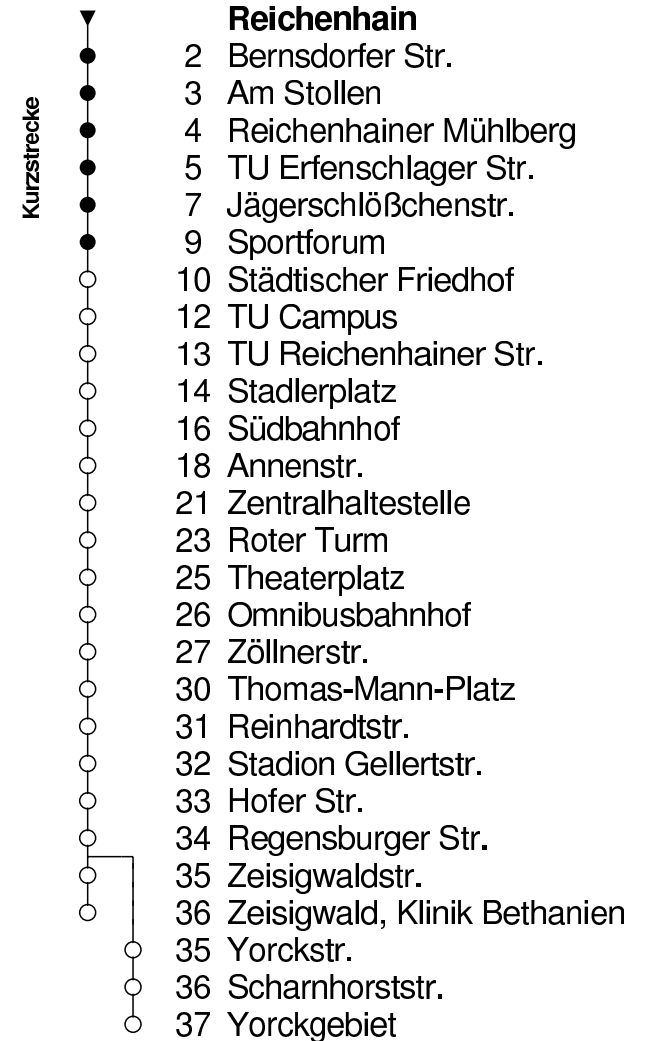 Reichenhain
2 Bernsdorfer Str.
3 Am Stollen
4 Reichenhainer Mühlberg
5 TU Erfenschlager Str.
7 Jägerschlößchenstr.
9 Sportforum
10 Städtischer Friedhof
12 TU Campus
13 TU Reichenhainer Str.
14 Stadlerplatz
16 Südbahnhof
18 Annenstr.
21 Zentralhaltestelle
23 Roter Turm
25 Theaterplatz
26 Omnibusbahnhof
27 Zöllnerstr.
30 Thomas-Mann-Platz
31 Reinhardtstr.
32 Stadion Gellertstr.
33 Hofer Str.
34 Regensburger Str.
35 Zeisigwaldstr.
36 Zeisigwald, Klinik Bethanien
35 Yorckstr.
36 Scharnhorststr.
37 Yorckgebiet
Kurzstrecke